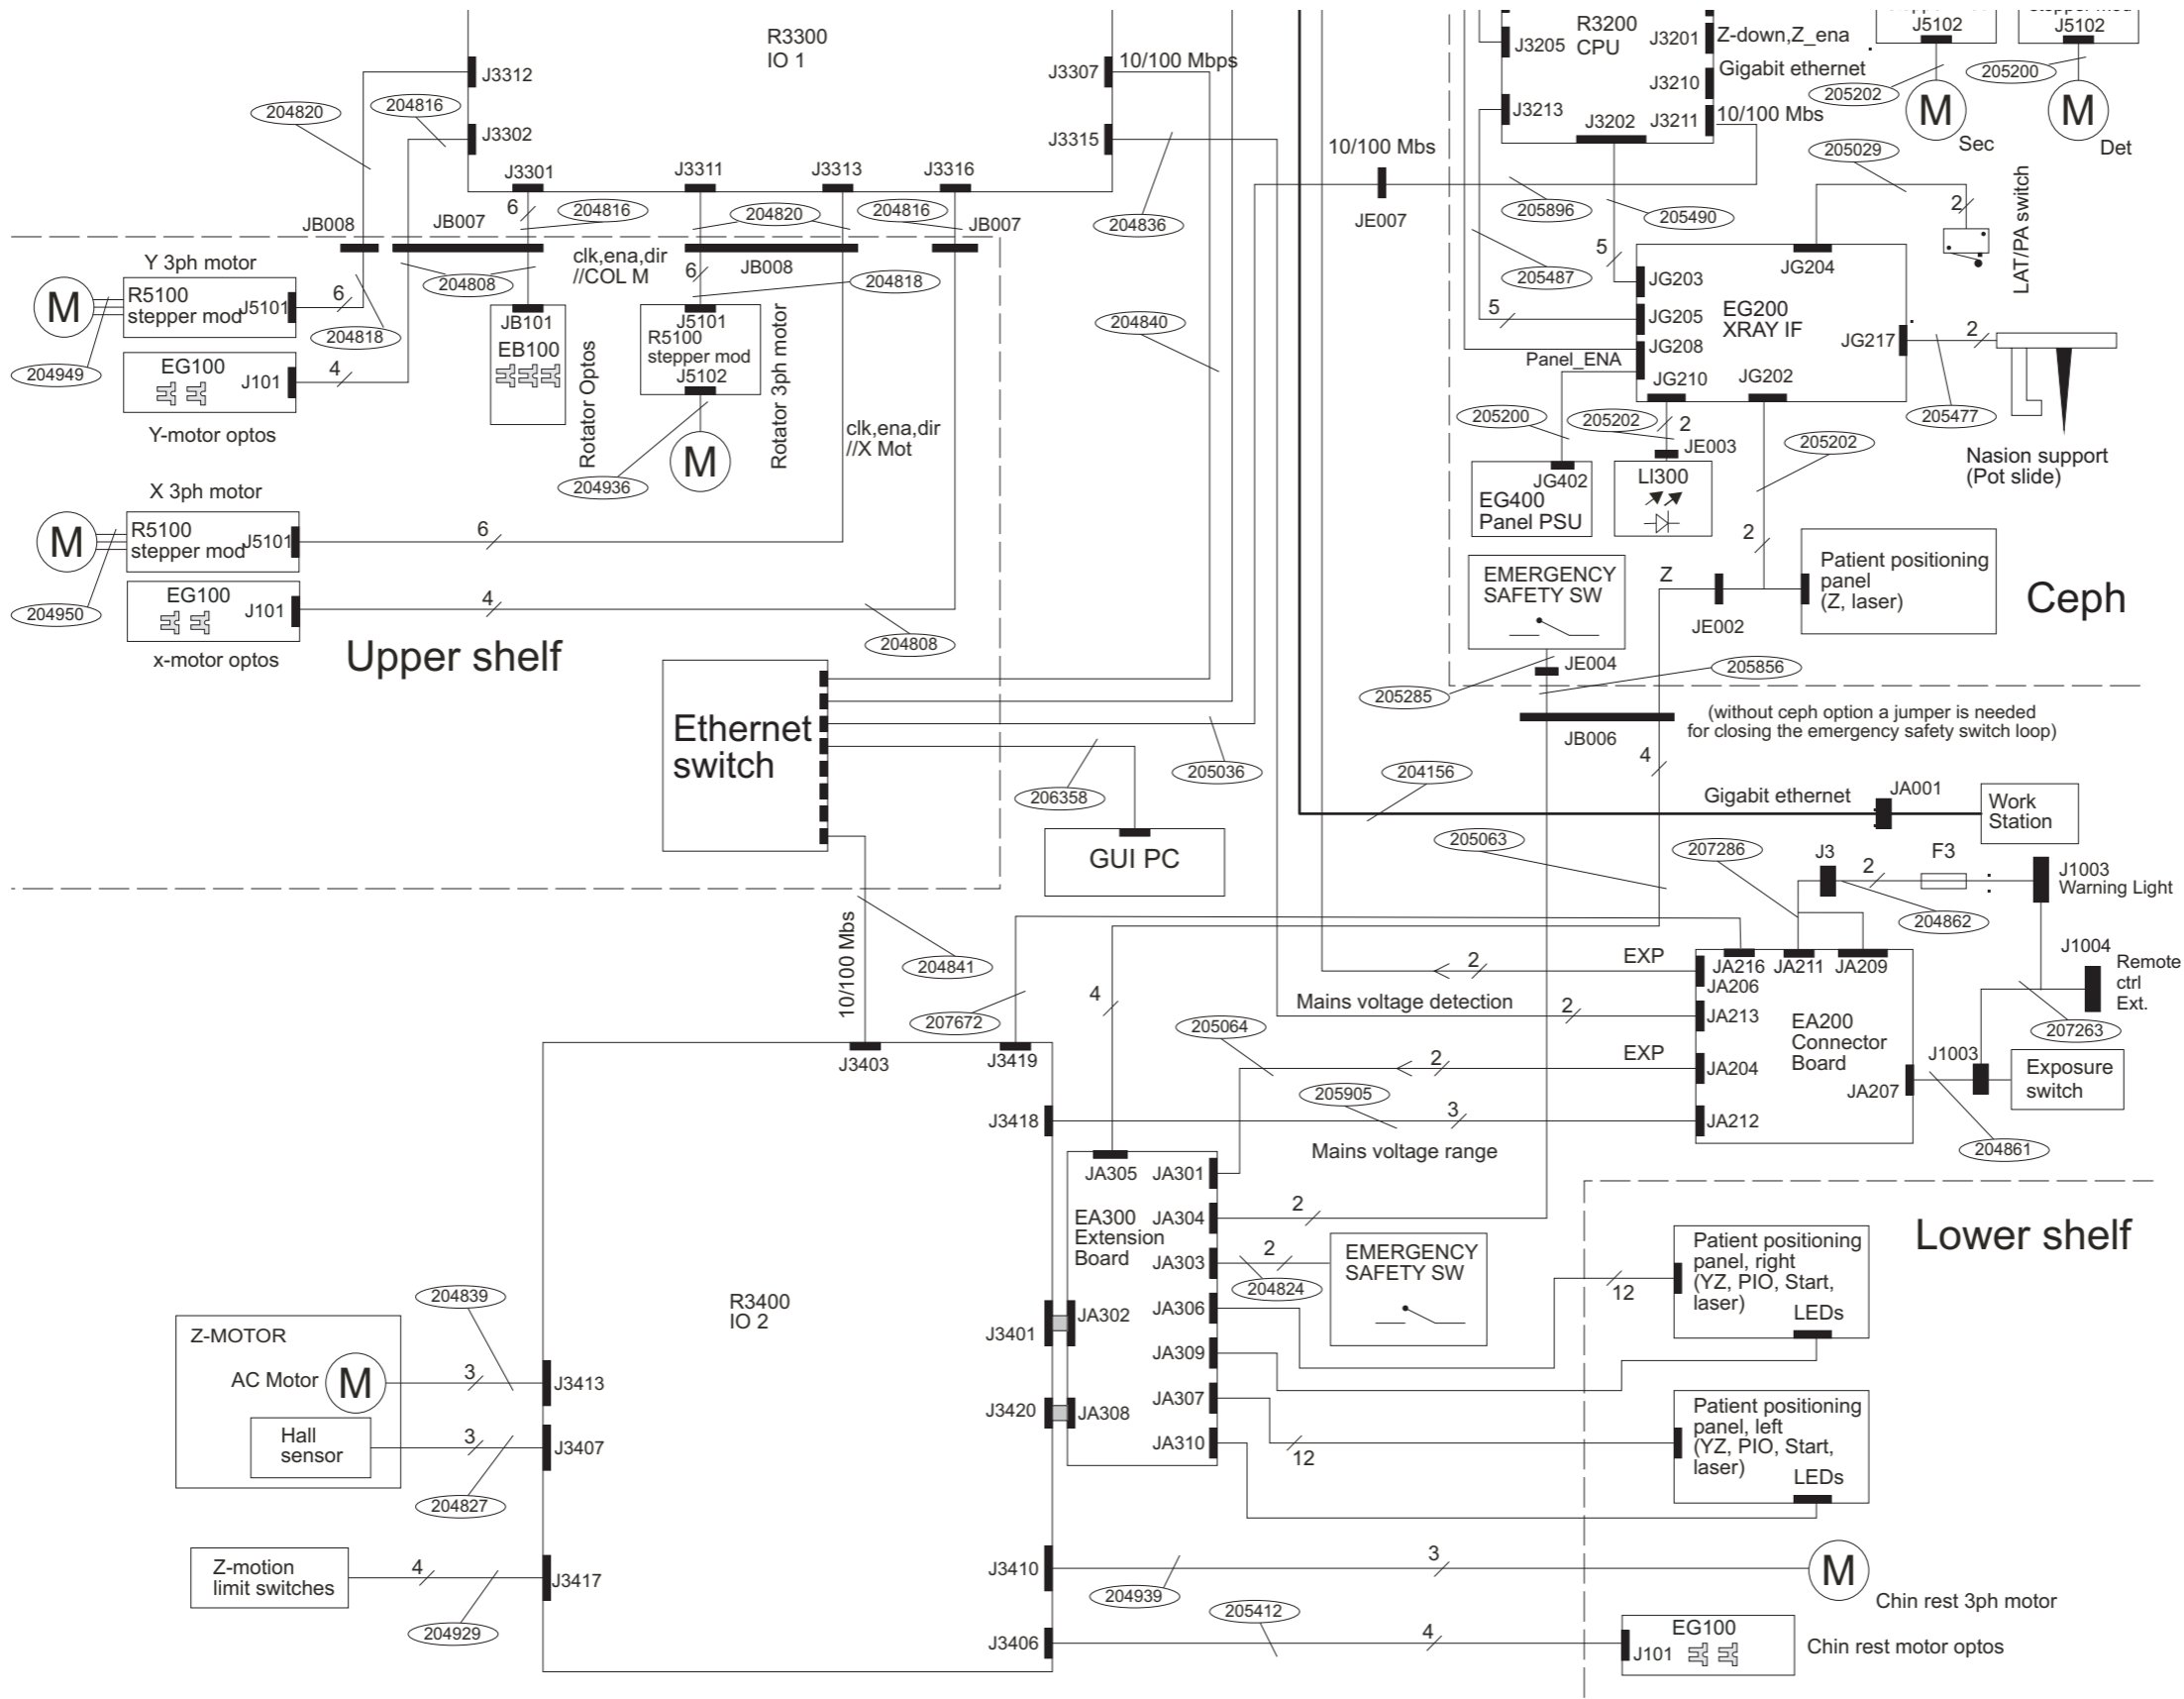 R3300
IO 1
J3312
J3302
J3307
10/100 Mbps
J3315
J3301
J3311
J3313
J3316
204820
204816
6
204816
204820
204816
204836
JB008
JB007
JB007
clk,ena,dir
//COL M
JB008
6
204818
Y 3ph motor
R5100
stepper mod
J5101
6
M
204949
204818
204808
EG100
J101
4
Y-motor optos
JB101
EB100
Rotator Optos
J5101
R5100
stepper mod
J5102
Rotator 3ph motor
M
204936
clk,ena,dir
//X Mot
204840
X 3ph motor
R5100
stepper mod
J5101
6
M
204950
EG100
J101
4
204808
x-motor optos
Upper shelf
Ethernet
switch
206358
205036
GUI PC
10/100 Mbs
204841
R3200
CPU
J3205
J3213
J3202
J3201
Z-down,Z_ena
J3210
Gigabit ethernet
J3211
10/100 Mbs
J5102
J5102
205202
205200
M
Sec
M
Det
10/100 Mbs
JE007
205896
205490
205487
5
5
205029
2
LAT/PA switch
JG204
JG203
EG200
XRAY IF
JG205
JG208
JG210
JG202
JG217
2
205477
Nasion support
(Pot slide)
Panel_ENA
205200
205202
2
JE003
JG402
EG400
Panel PSU
LI300
205202
2
EMERGENCY
SAFETY SW
Z
JE002
Patient positioning
panel
(Z, laser)
Ceph
JE004
205285
205856
JB006
(without ceph option a jumper is needed
for closing the emergency safety switch loop)
4
204156
Gigabit ethernet
JA001
Work
Station
205063
207286
J3
2
F3
204862
J1003
Warning Light
J1004
Remote
ctrl
Ext.
207263
JA216
JA211
JA209
JA206
JA213
EA200
Connector
Board
JA204
JA207
JA212
J1003
Exposure
switch
204861
EXP
2
Mains voltage detection
2
EXP
2
205064
205905
3
Mains voltage range
4
207672
J3403
J3419
J3418
R3400
IO 2
J3401
J3420
J3413
J3407
J3417
J3410
J3406
JA305
JA301
EA300
Extension
Board
JA304
JA303
JA302
JA306
JA309
JA308
JA307
JA310
2
2
204824
EMERGENCY
SAFETY SW
12
12
Lower shelf
Patient positioning
panel, right
(YZ, PIO, Start,
laser)
LEDs
Patient positioning
panel, left
(YZ, PIO, Start,
laser)
LEDs
Z-MOTOR
AC Motor
M
3
204839
Hall
sensor
3
204827
Z-motion
limit switches
4
204929
3
204939
M
Chin rest 3ph motor
205412
4
EG100
J101
Chin rest motor optos